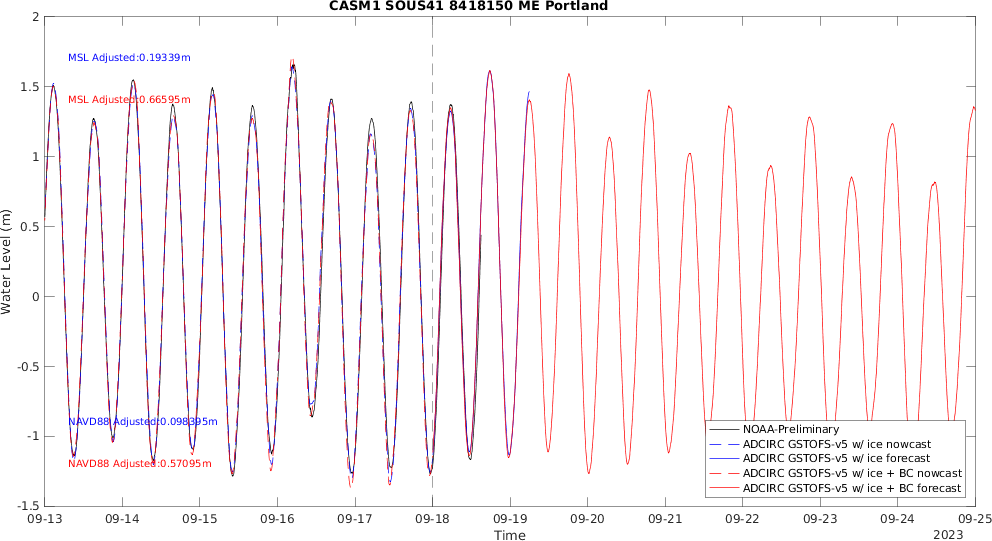 CASM1 SOUS41 8418150 ME Portland
2
1.5
1
0.5
0
-0.5
-1
-1.5
Water Level (m)
MSL Adjusted:0.19339m
MSL Adjusted:0.66595m
NAVD88 Adjusted:0.098395m
NAVD88 Adjusted:0.57095m
NOAA-Preliminary
ADCIRC GSTOFS-v5 w/ ice nowcast
ADCIRC GSTOFS-v5 w/ ice forecast
ADCIRC GSTOFS-v5 w/ ice + BC nowcast
ADCIRC GSTOFS-v5 w/ ice + BC forecast
09-13 09-14 09-15 09-16 09-17 09-18 09-19 09-20 09-21 09-22 09-23 09-24 09-25
Time
2023